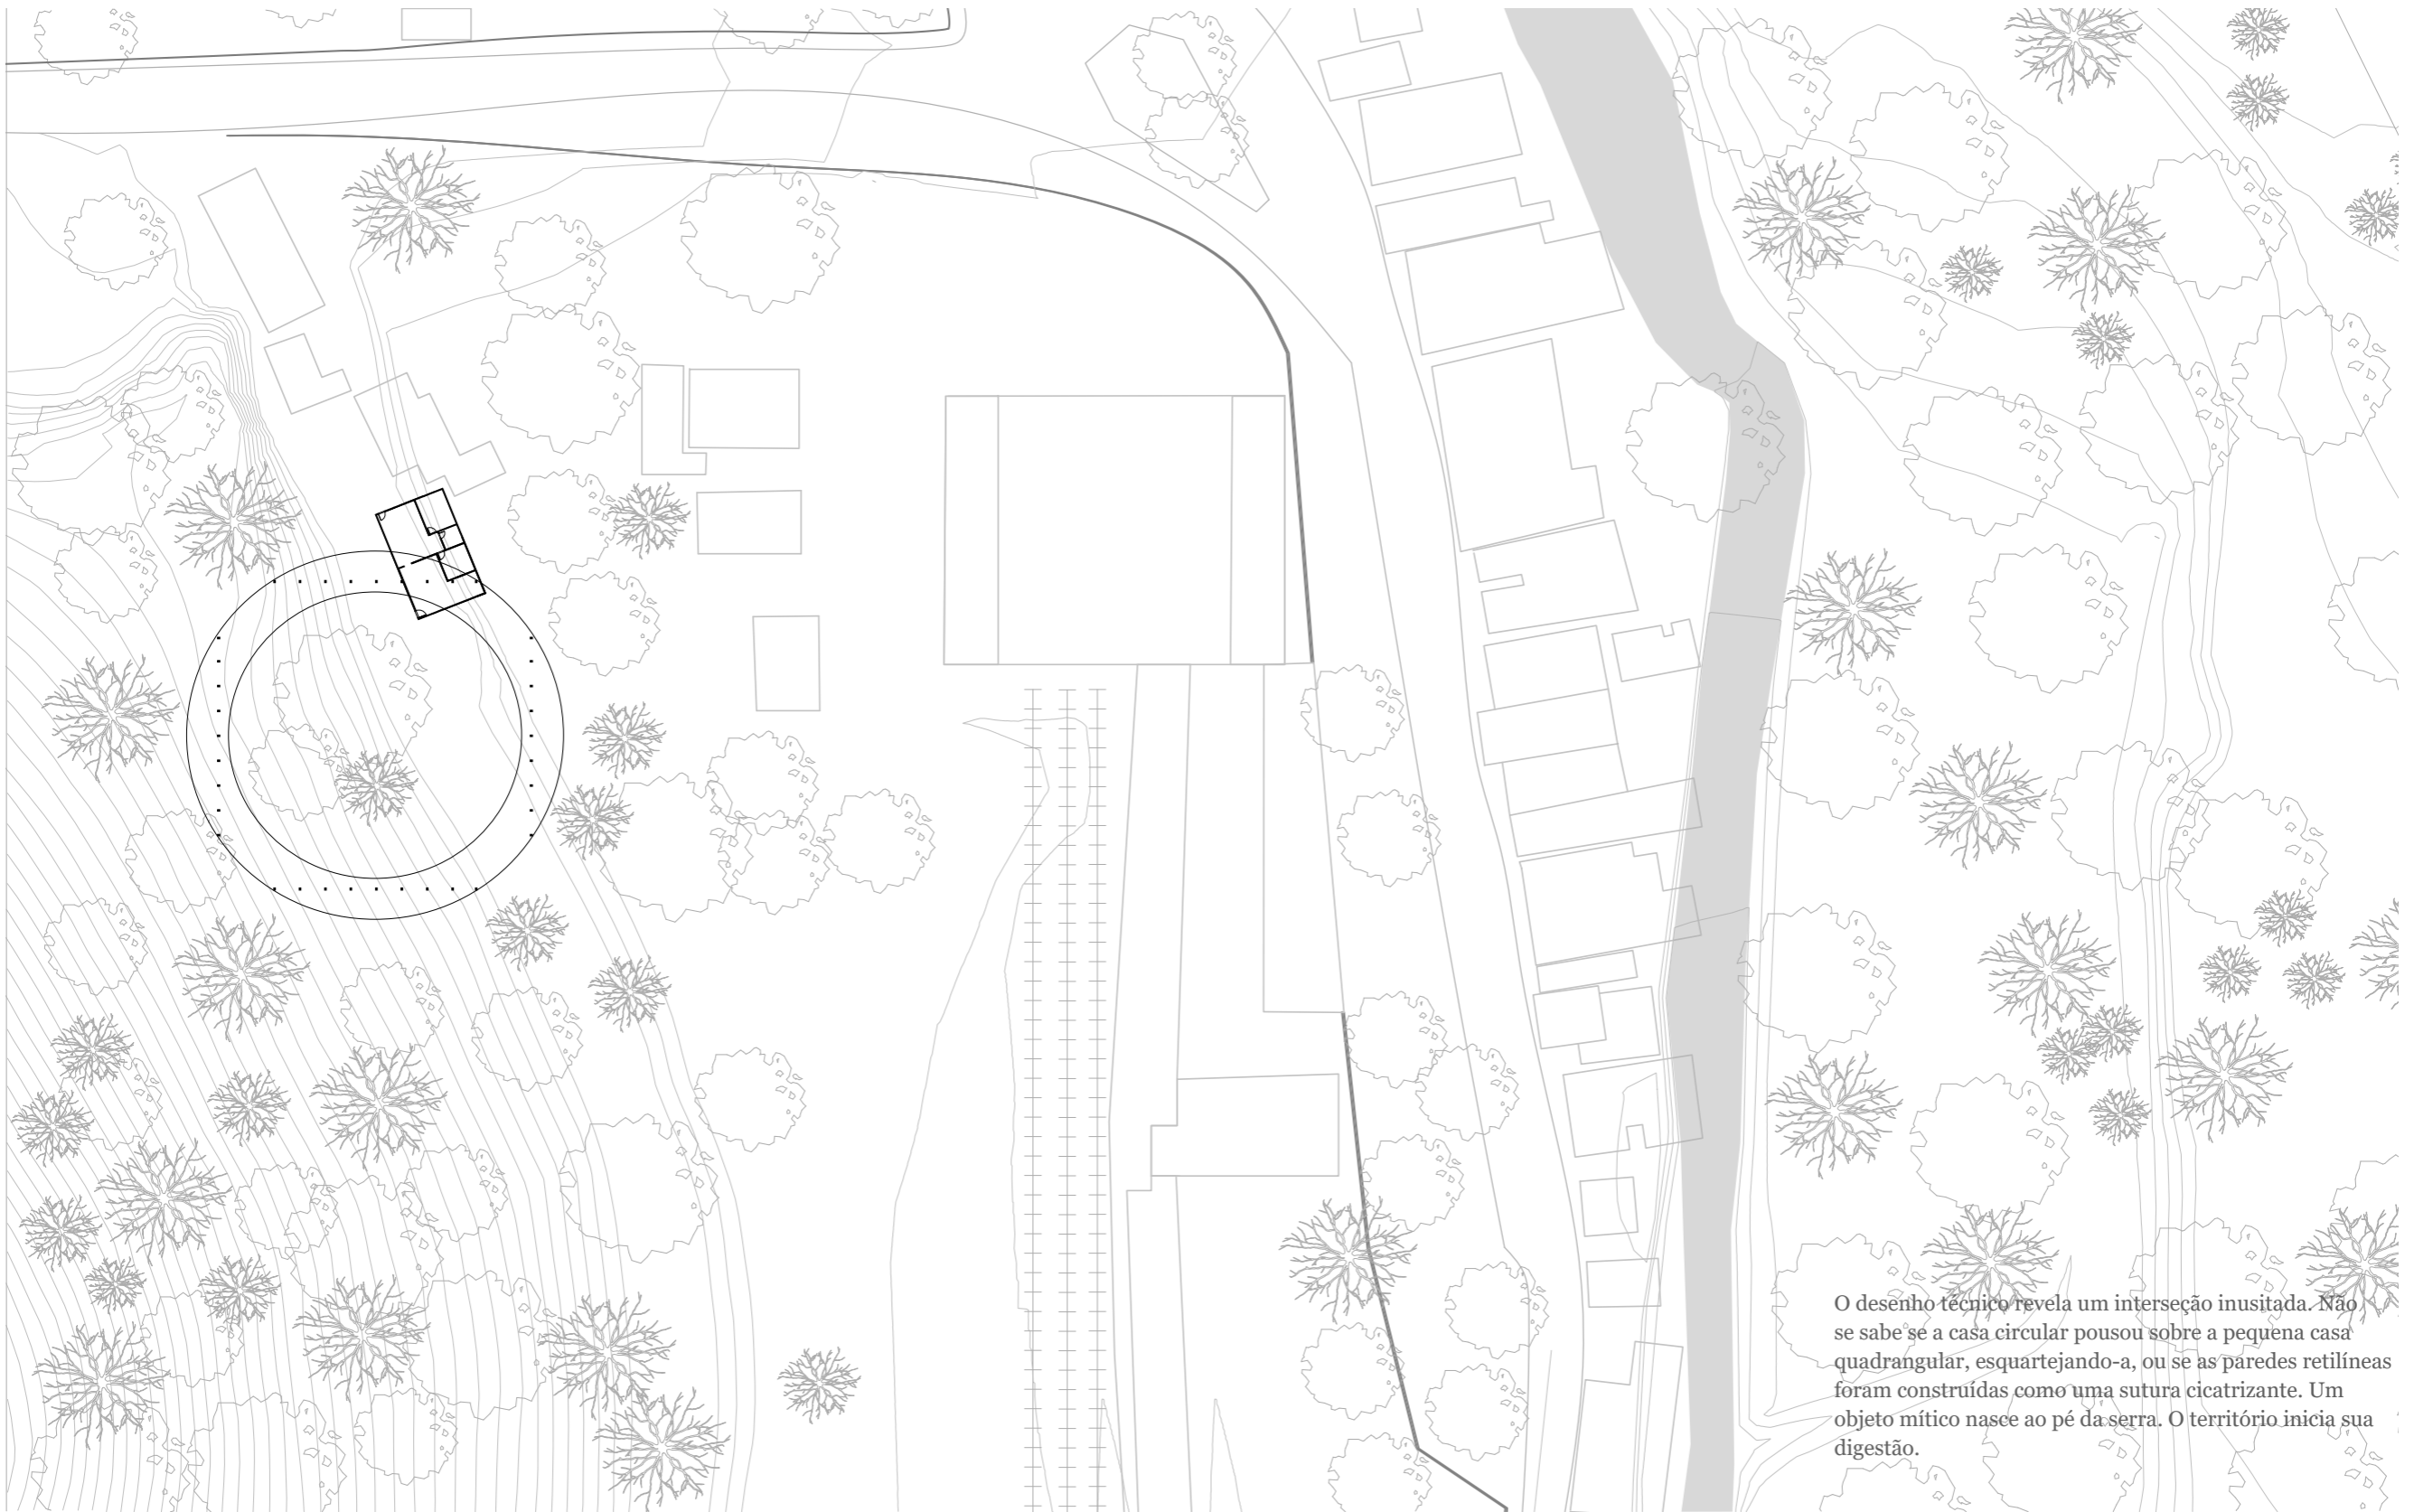 O desenho técnico revela um interseção inusitada. Não
se sabe se a casa circular pousou sobre a pequena casa
quadrangular, esquartejando-a, ou se as paredes retilíneas
foram construídas como uma sutura cicatrizante. Um
objeto mítico nasce ao pé da serra. O território inicia sua
digestão.